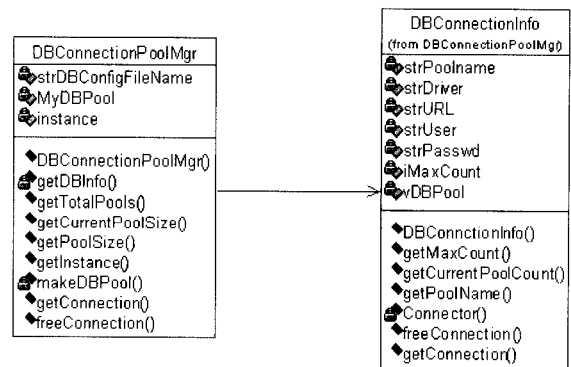 DBConnectionPoolMgr
strDBConfigFileName
MyDBPool
instance
DBConnectionPoolMgr()
getDBInfo()
getTotalPools()
getCurrentPoolSize()
getPoolSize()
getInstance()
makeDBPool()
getConnection()
freeConnection()
DBConnectionInfo
(from DBConnectionPoolMgr)
strPoolname
strDriver
strURL
strUser
strPasswd
iMaxCount
vDBPool
DBConnctionInfo()
getMaxCount()
getCurrentPoolCount()
getPoolName()
Connector()
freeConnection()
getConnection()